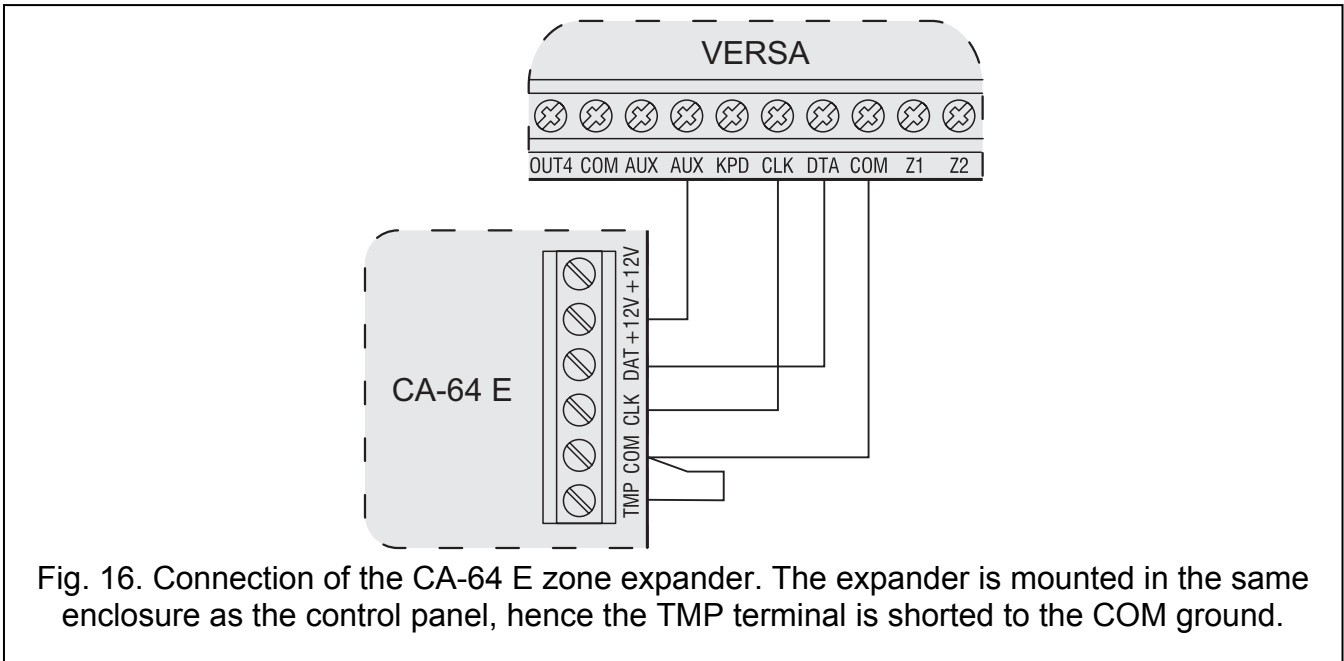 VERSA
OUT4 COM AUX AUX KPD CLK DTA COM Z1 Z2
CA-64 E
+12V
+12V
DAT
CLK
COM
TMP
Fig. 16. Connection of the CA-64 E zone expander. The expander is mounted in the same
enclosure as the control panel, hence the TMP terminal is shorted to the COM ground.